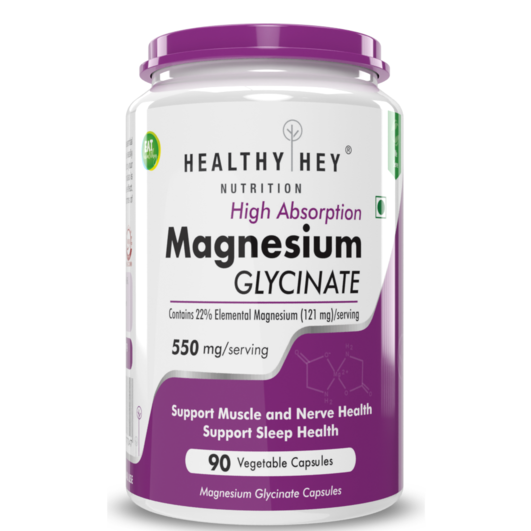 HEALTHY HEY®
NUTRITION
High Absorption
Magnesium
GLYCINATE
Contains 22% Elemental Magnesium (121 mg)/serving
550 mg/serving
Support Muscle and Nerve Health
Support Sleep Health
90 Vegetable Capsules
Magnesium Glycinate Capsules